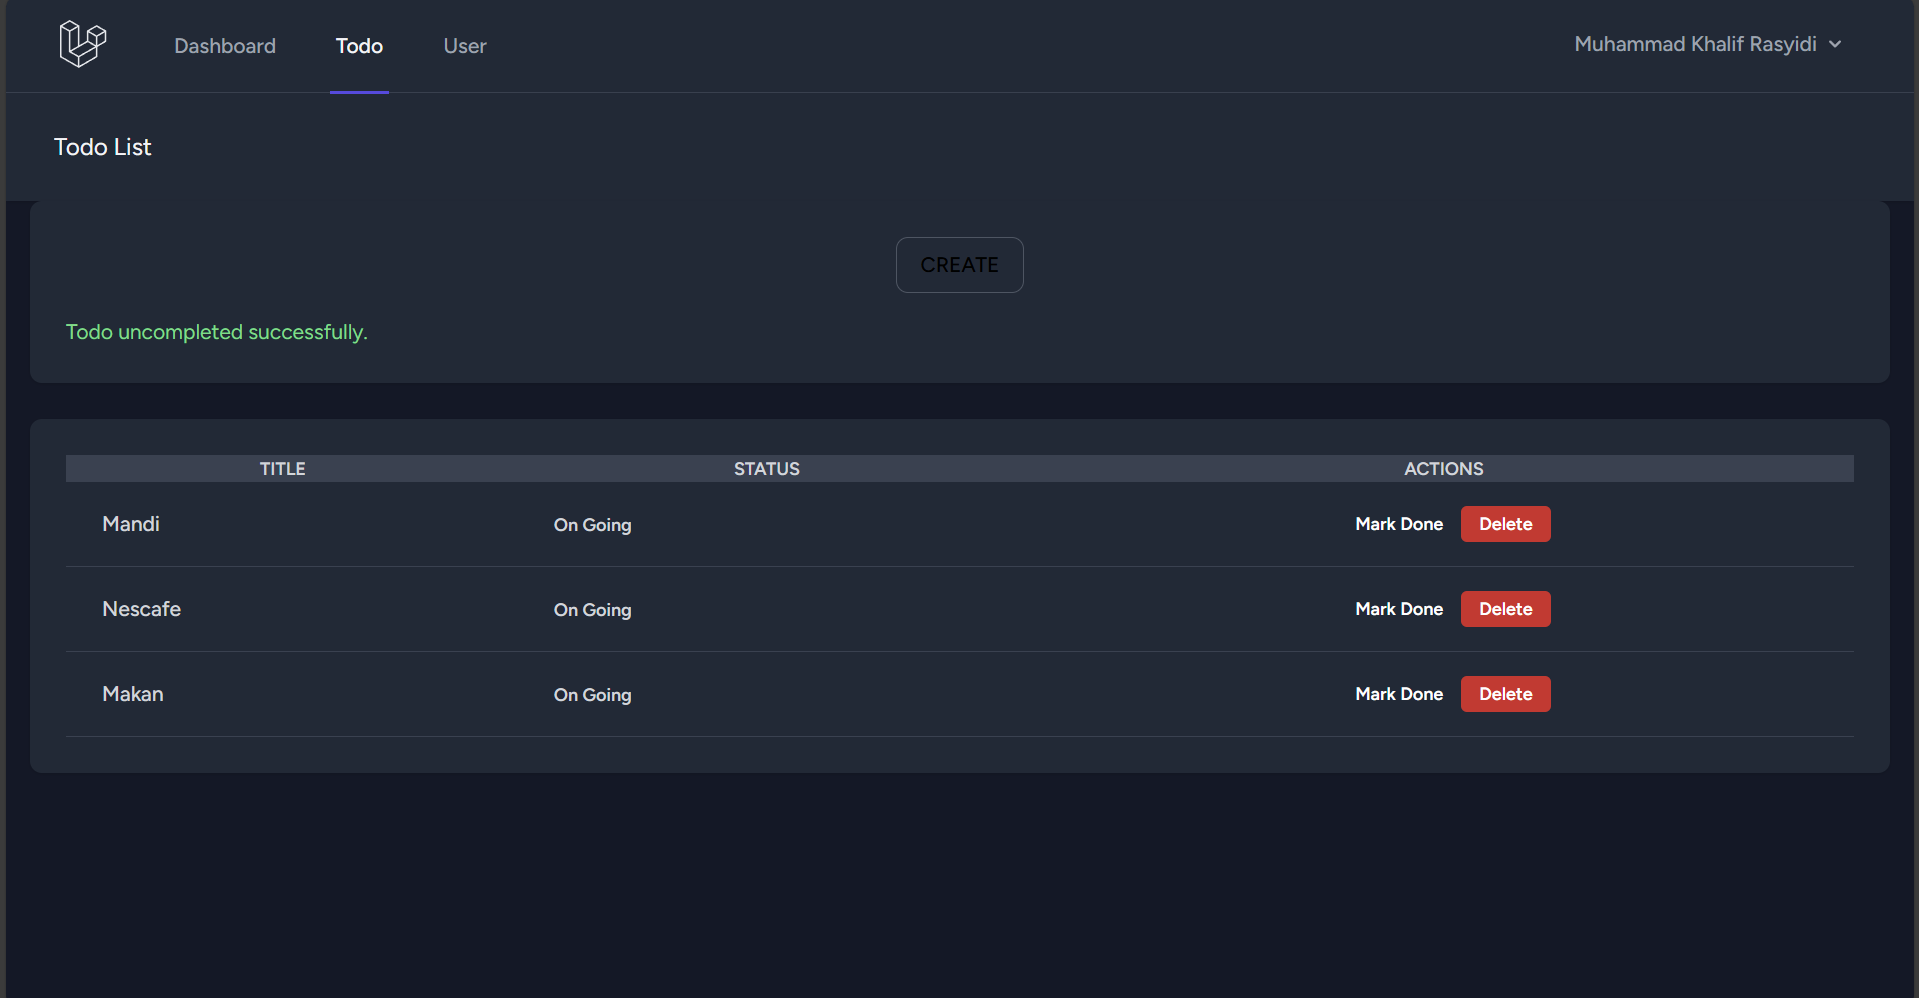 Dashboard Todo User Muhammad Khalif Rasyidi
Todo List
CREATE
Todo uncompleted successfully.
TITLE STATUS ACTIONS
Mandi On Going Mark Done Delete
Nescafe On Going Mark Done Delete
Makan On Going Mark Done Delete